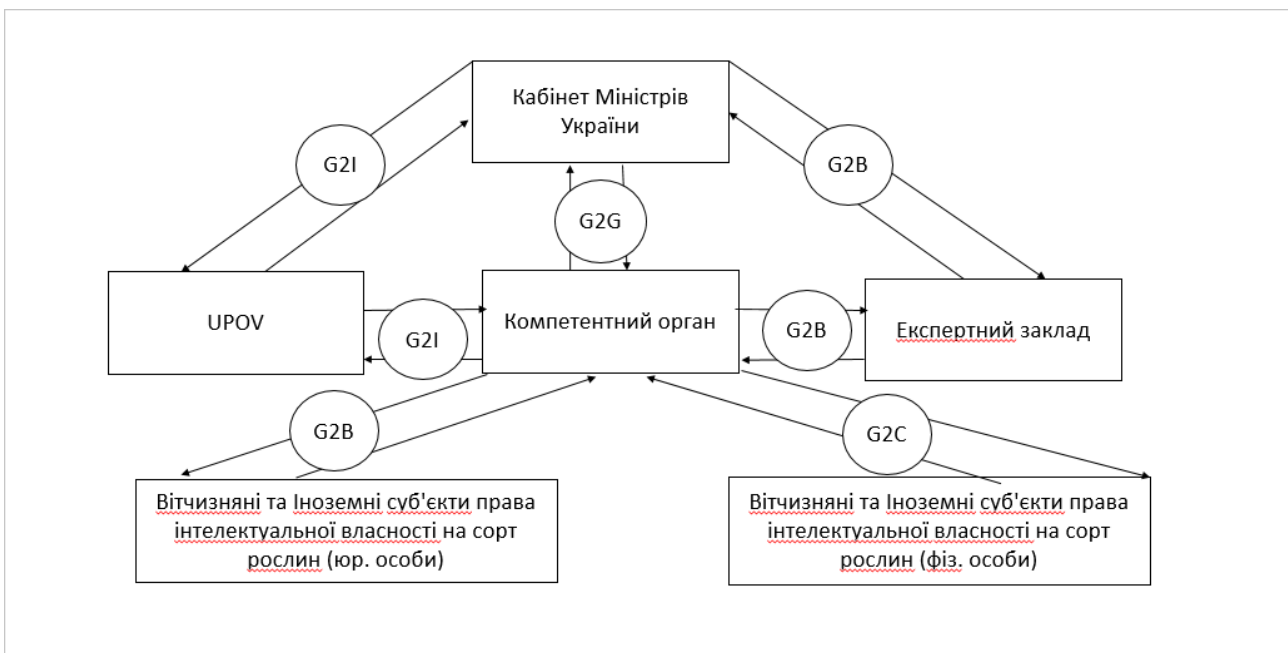 Кабінет Міністрів
України
G2I
G2B
G2G
UPOV
Компетентний орган
Експертний заклад
G2I
G2B
G2B
G2C
Вітчизняні та Іноземні суб'єкти права
інтелектуальної власності на сорт
рослин (юр. особи)
Вітчизняні та Іноземні суб'єкти права
інтелектуальної власності на сорт
рослин (фіз. особи)